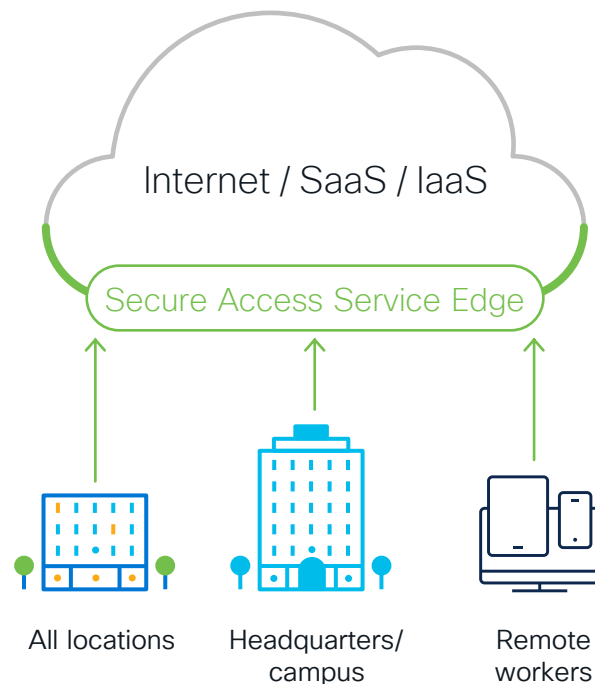 Internet / SaaS / IaaS
Secure Access Service Edge
All locations
Headquarters/
campus
Remote
workers